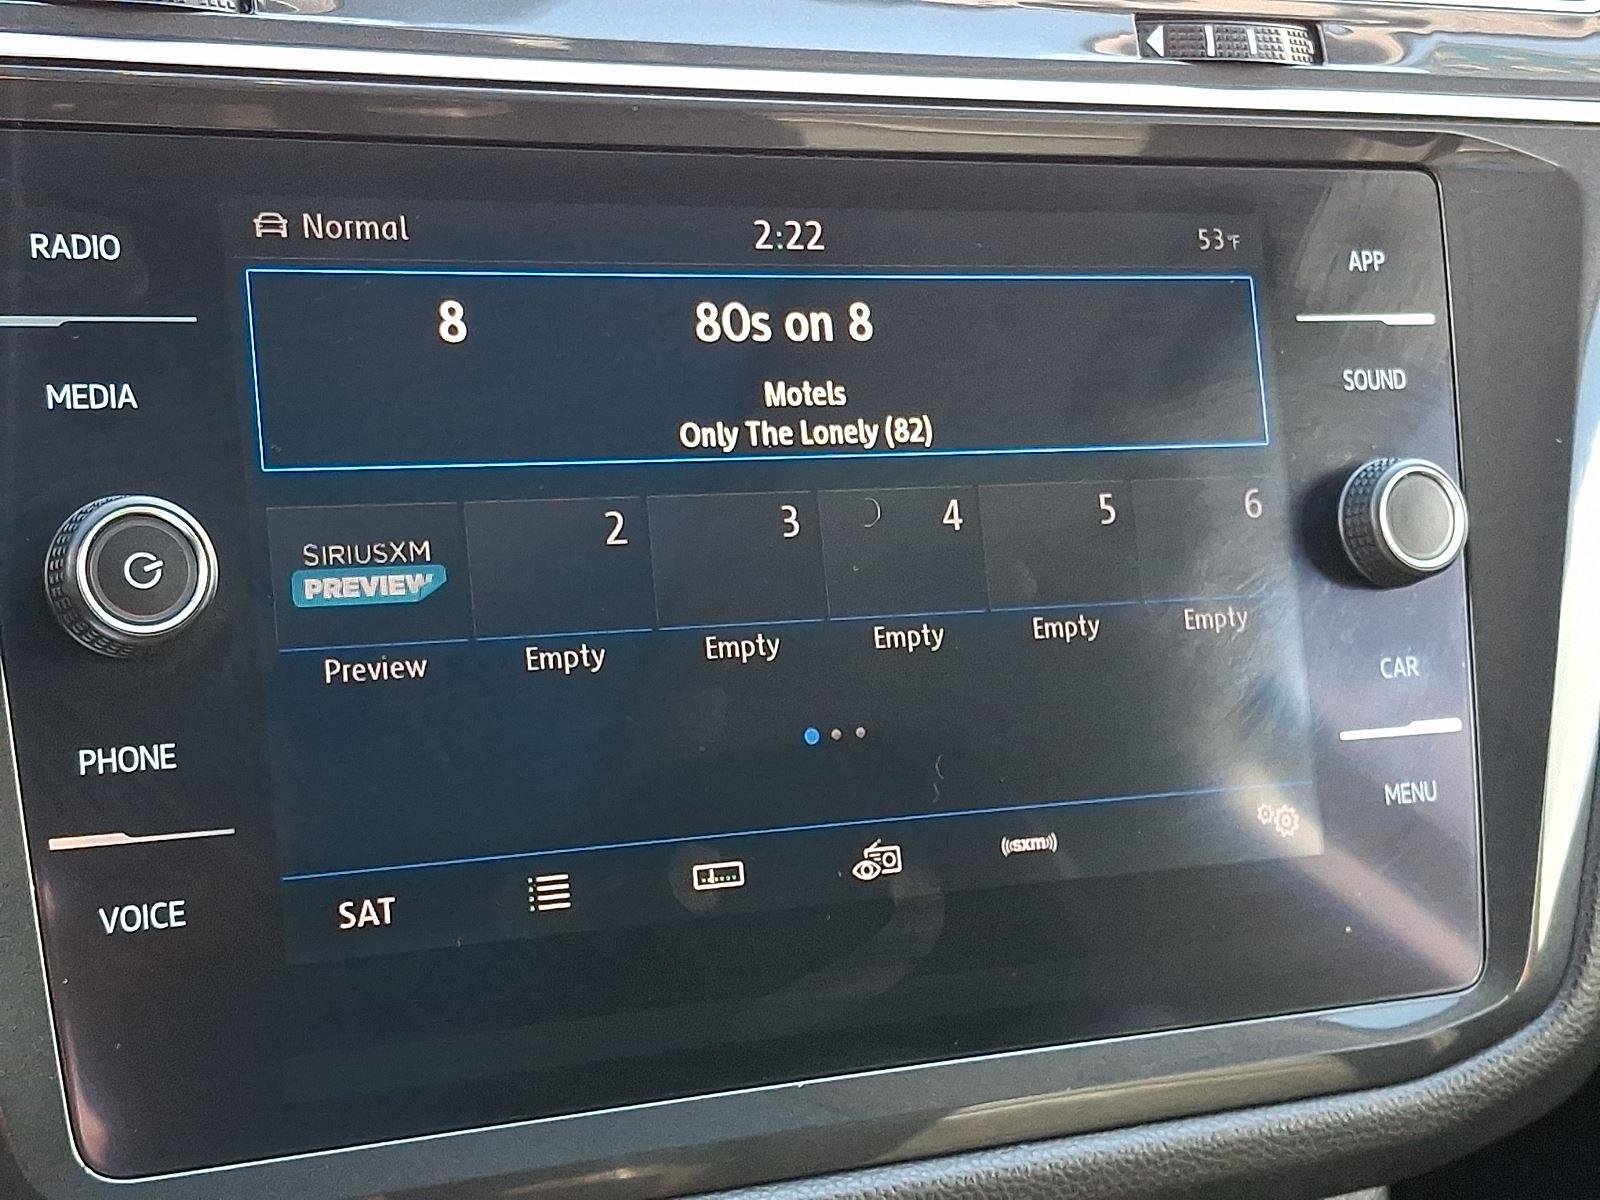 RADIO
MEDIA
PHONE
VOICE
Normal
2:22
53°F
8
80s on 8
Motels
Only The Lonely (82)
SIRIUSXM
PREVIEW
2
3
4
5
6
Preview
Empty
Empty
Empty
Empty
Empty
SAT
((sxm))
APP
SOUND
CAR
MENU